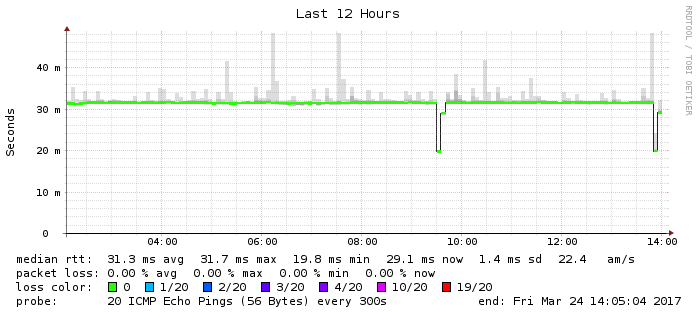 Last 12 Hours
RRDTOOL / TOBI OETIKER
Seconds
40 m
30 m
20 m
10 m
0
04:00 06:00 08:00 10:00 12:00 14:00
median rtt: 31.3 ms avg 31.7 ms max 19.8 ms min 29.1 ms now 1.4 ms sd 22.4 am/s
packet loss: 0.00 % avg 0.00 % max 0.00 % min 0.00 % now
loss color: 0 1/20 2/20 3/20 4/20 10/20 19/20
probe: 20 ICMP Echo Pings (56 Bytes) every 300s end: Fri Mar 24 14:05:04 2017